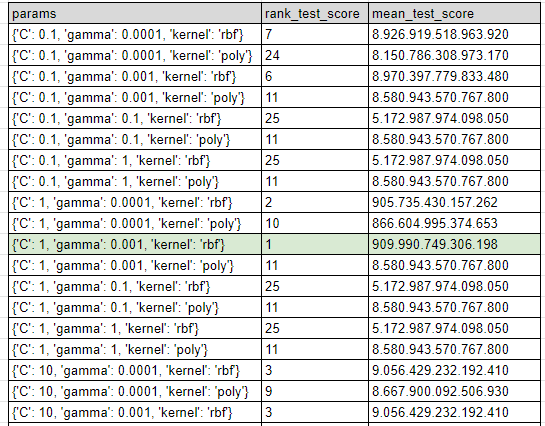 params rank_test_score mean_test_score
{'C': 0.1, 'gamma': 0.0001, 'kernel': 'rbf'} 7 8.926.919.518.963.920
{'C': 0.1, 'gamma': 0.0001, 'kernel': 'poly'} 24 8.150.786.308.973.170
{'C': 0.1, 'gamma': 0.001, 'kernel': 'rbf'} 6 8.970.397.779.833.480
{'C': 0.1, 'gamma': 0.001, 'kernel': 'poly'} 11 8.580.943.570.767.800
{'C': 0.1, 'gamma': 0.1, 'kernel': 'rbf'} 25 5.172.987.974.098.050
{'C': 0.1, 'gamma': 0.1, 'kernel': 'poly'} 11 8.580.943.570.767.800
{'C': 0.1, 'gamma': 1, 'kernel': 'rbf'} 25 5.172.987.974.098.050
{'C': 0.1, 'gamma': 1, 'kernel': 'poly'} 11 8.580.943.570.767.800
{'C': 1, 'gamma': 0.0001, 'kernel': 'rbf'} 2 905.735.430.157.262
{'C': 1, 'gamma': 0.0001, 'kernel': 'poly'} 10 866.604.995.374.653
{'C': 1, 'gamma': 0.001, 'kernel': 'rbf'} 1 909.990.749.306.198
{'C': 1, 'gamma': 0.001, 'kernel': 'poly'} 11 8.580.943.570.767.800
{'C': 1, 'gamma': 0.1, 'kernel': 'rbf'} 25 5.172.987.974.098.050
{'C': 1, 'gamma': 0.1, 'kernel': 'poly'} 11 8.580.943.570.767.800
{'C': 1, 'gamma': 1, 'kernel': 'rbf'} 25 5.172.987.974.098.050
{'C': 1, 'gamma': 1, 'kernel': 'poly'} 11 8.580.943.570.767.800
{'C': 10, 'gamma': 0.0001, 'kernel': 'rbf'} 3 9.056.429.232.192.410
{'C': 10, 'gamma': 0.0001, 'kernel': 'poly'} 9 8.667.900.092.506.930
{'C': 10, 'gamma': 0.001, 'kernel': 'rbf'} 3 9.056.429.232.192.410